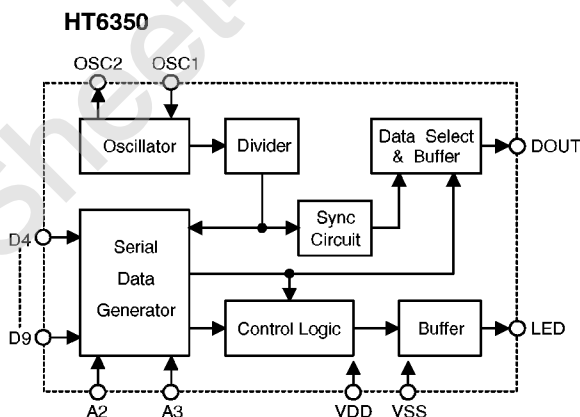 HT6350
OSC2 OSC1
Oscillator
Divider
Data Select
& Buffer
DOUT
Sync
Circuit
D4
Serial
Data
Generator
Control Logic
Buffer
LED
D9
A2 A3 VDD VSS
Sheet